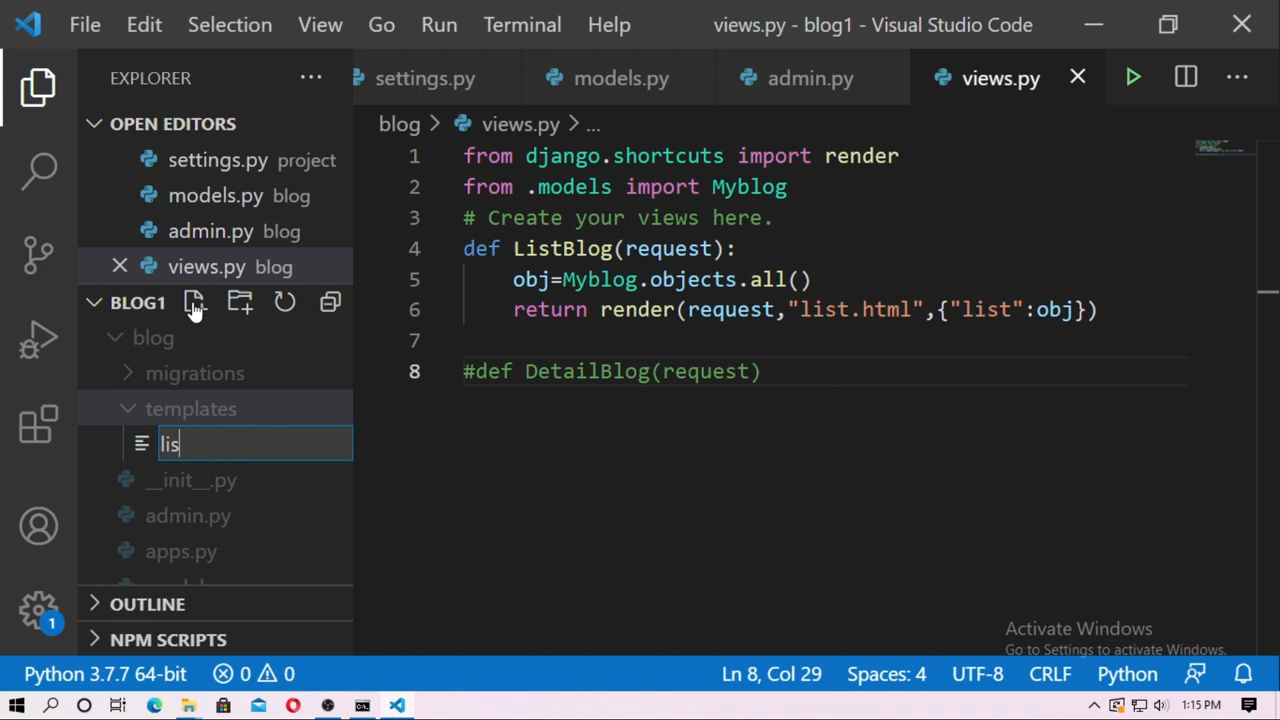 File Edit Selection View Go Run Terminal Help views.py - blog1 - Visual Studio Code
EXPLORER ...
settings.py models.py admin.py views.py
OPEN EDITORS
settings.py project
models.py blog
admin.py blog
views.py blog
BLOG1
blog
migrations
templates
lis
__init__.py
admin.py
apps.py
OUTLINE
NPM SCRIPTS
blog > views.py > ...
1 from django.shortcuts import render
2 from .models import Myblog
3 # Create your views here.
4 def ListBlog(request):
5 obj=Myblog.objects.all()
6 return render(request,"list.html",{"list":obj})
7
8 #def DetailBlog(request)
Activate Windows
Go to Settings to activate Windows.
1
Python 3.7.7 64-bit 0 0 Ln 8, Col 29 Spaces: 4 UTF-8 CRLF Python
1:15 PM